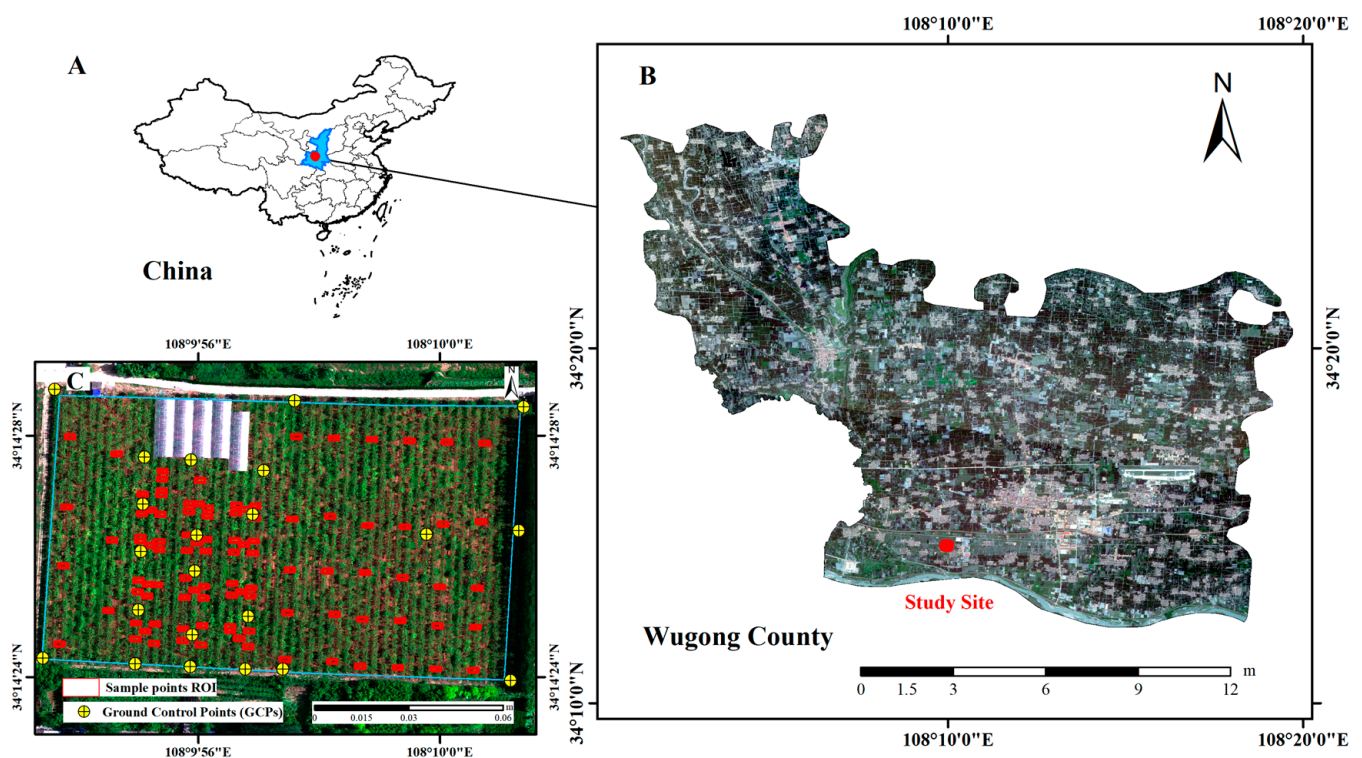 A
China
B
108°10'0"E
108°20'0"E
N
34°20'0"N
34°20'0"N
34°10'0"N
34°10'0"N
Study Site
Wugong County
m
0 1.5 3 6 9 12
108°10'0"E
108°20'0"E
108°9'56"E
108°10'0"E
C
N
34°14'28"N
34°14'28"N
34°14'24"N
34°14'24"N
Sample points ROI
Ground Control Points (GCPs)
m
0 0.015 0.03 0.06
108°9'56"E
108°10'0"E